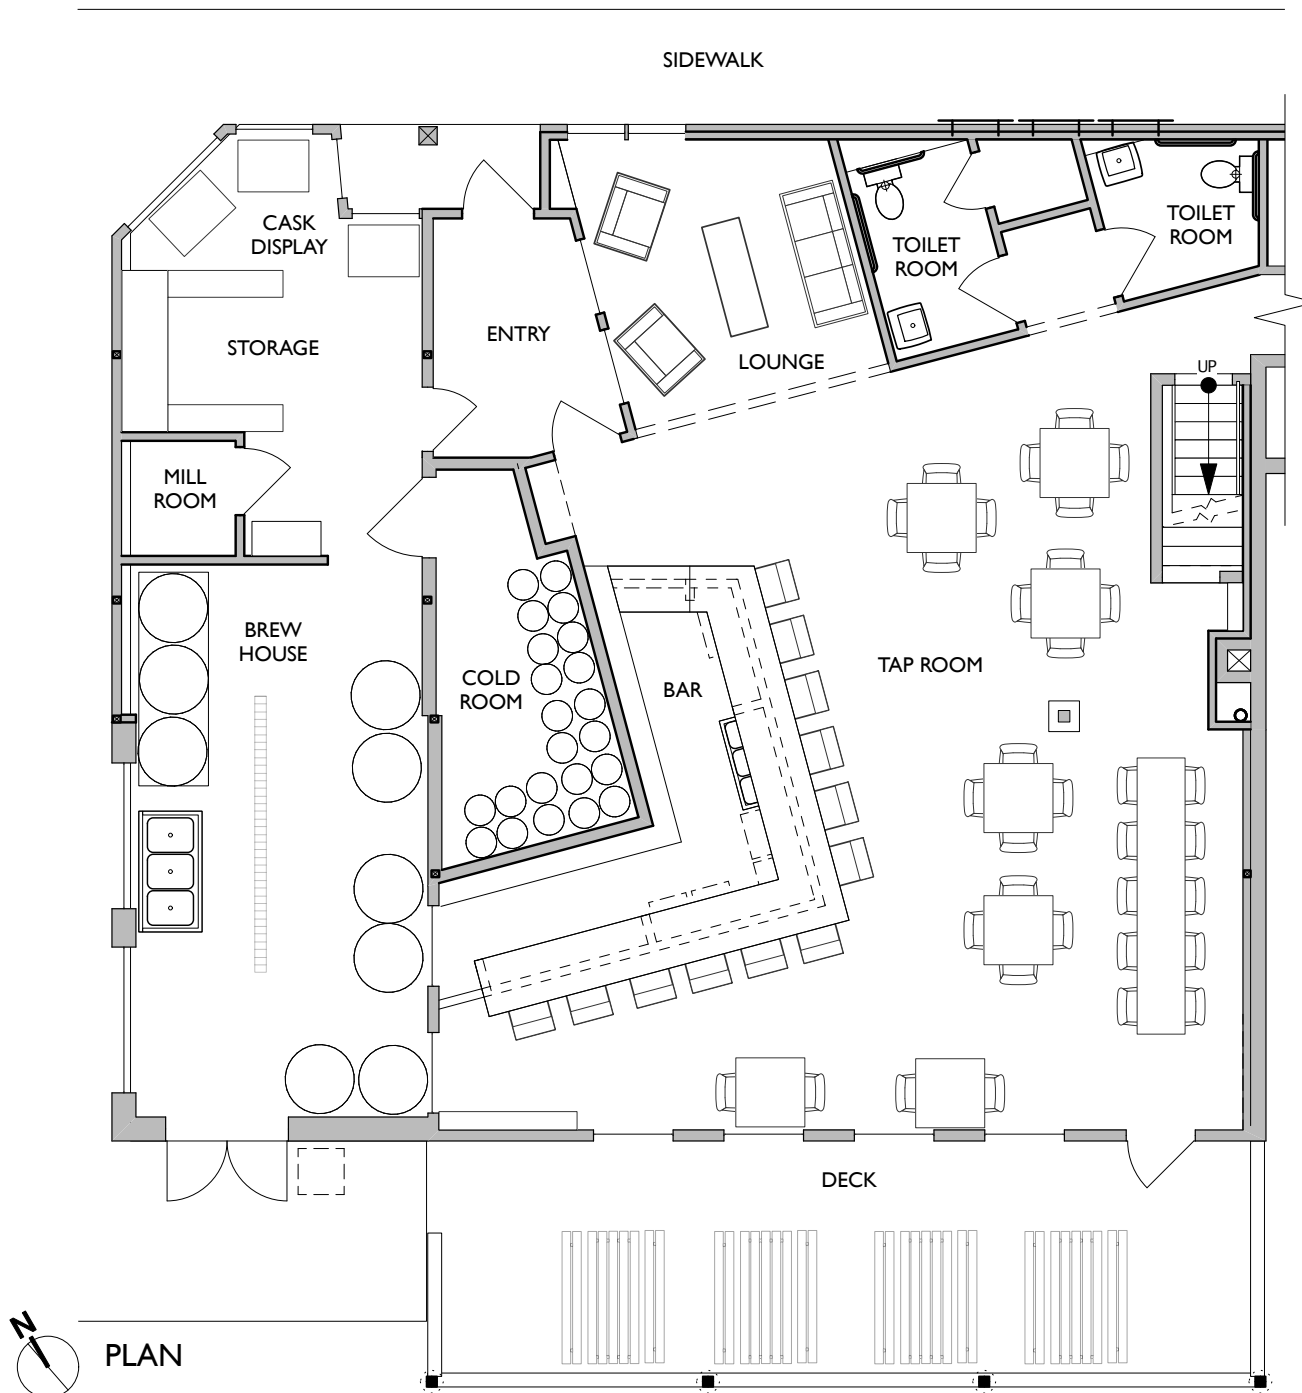 SIDEWALK
CASK
DISPLAY
TOILET
ROOM
TOILET
ROOM
ENTRY
STORAGE
LOUNGE
UP
MILL
ROOM
BREW
HOUSE
COLD
ROOM
BAR
TAP ROOM
DECK
N
PLAN